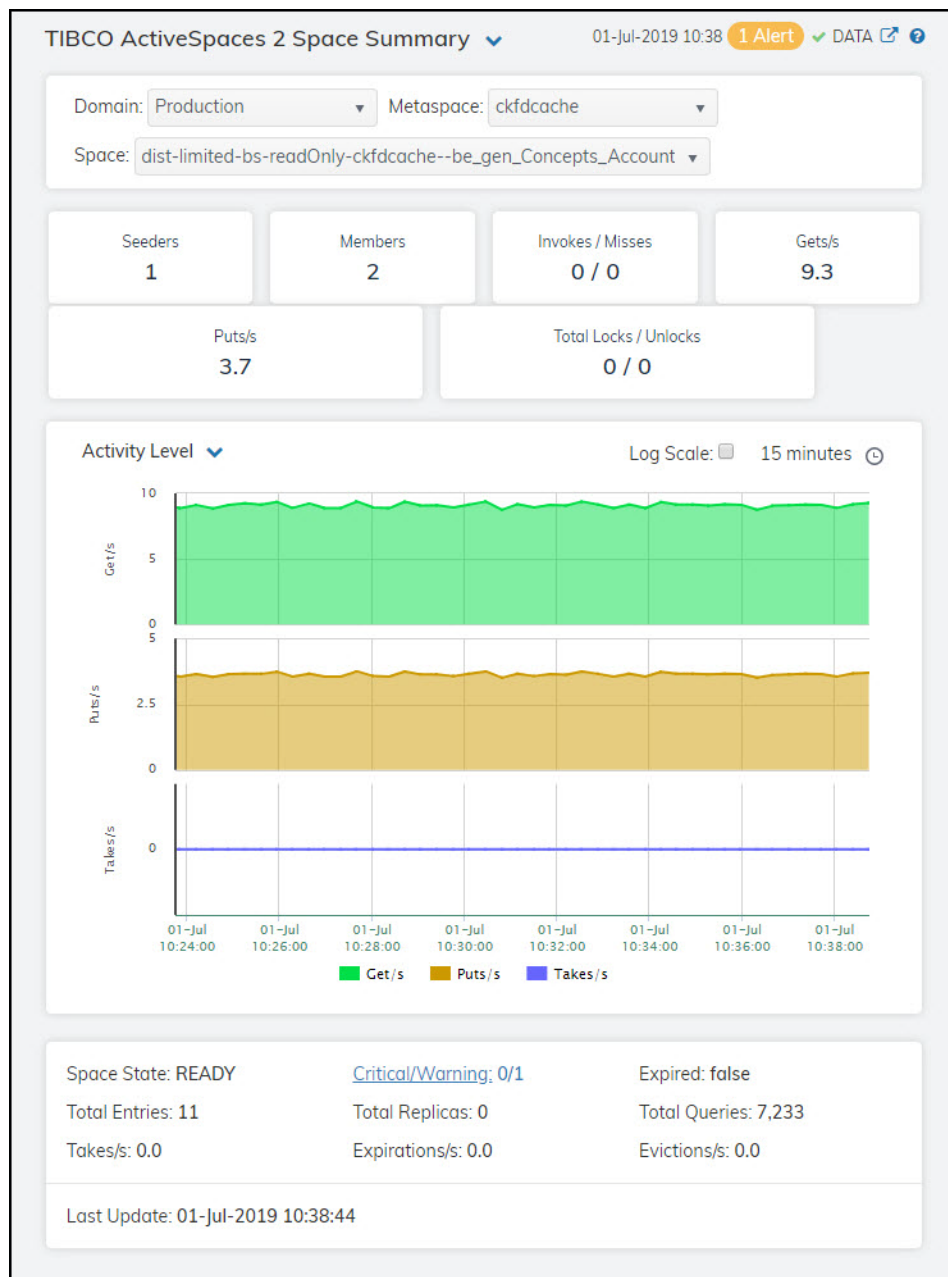 TIBCO ActiveSpaces 2 Space Summary 01-Jul-2019 10:38 1 Alert DATA
Domain: Production Metaspace: ckfdcache
Space: dist-limited-bs-readOnly-ckfdcache--be_gen_Concepts_Account
Seeders Members Invokes / Misses Gets/s
1 2 0 / 0 9.3
Puts/s Total Locks / Unlocks
3.7 0 / 0
Activity Level Log Scale: 15 minutes
10
Get/s
5
0
5
Puts/s
2.5
0
Takes/s
0
01-Jul 01-Jul 01-Jul 01-Jul 01-Jul 01-Jul 01-Jul 01-Jul
10:24:00 10:26:00 10:28:00 10:30:00 10:32:00 10:34:00 10:36:00 10:38:00
Get/s Puts/s Takes/s
Space State: READY Critical/Warning: 0/1 Expired: false
Total Entries: 11 Total Replicas: 0 Total Queries: 7,233
Takes/s: 0.0 Expirations/s: 0.0 Evictions/s: 0.0
Last Update: 01-Jul-2019 10:38:44